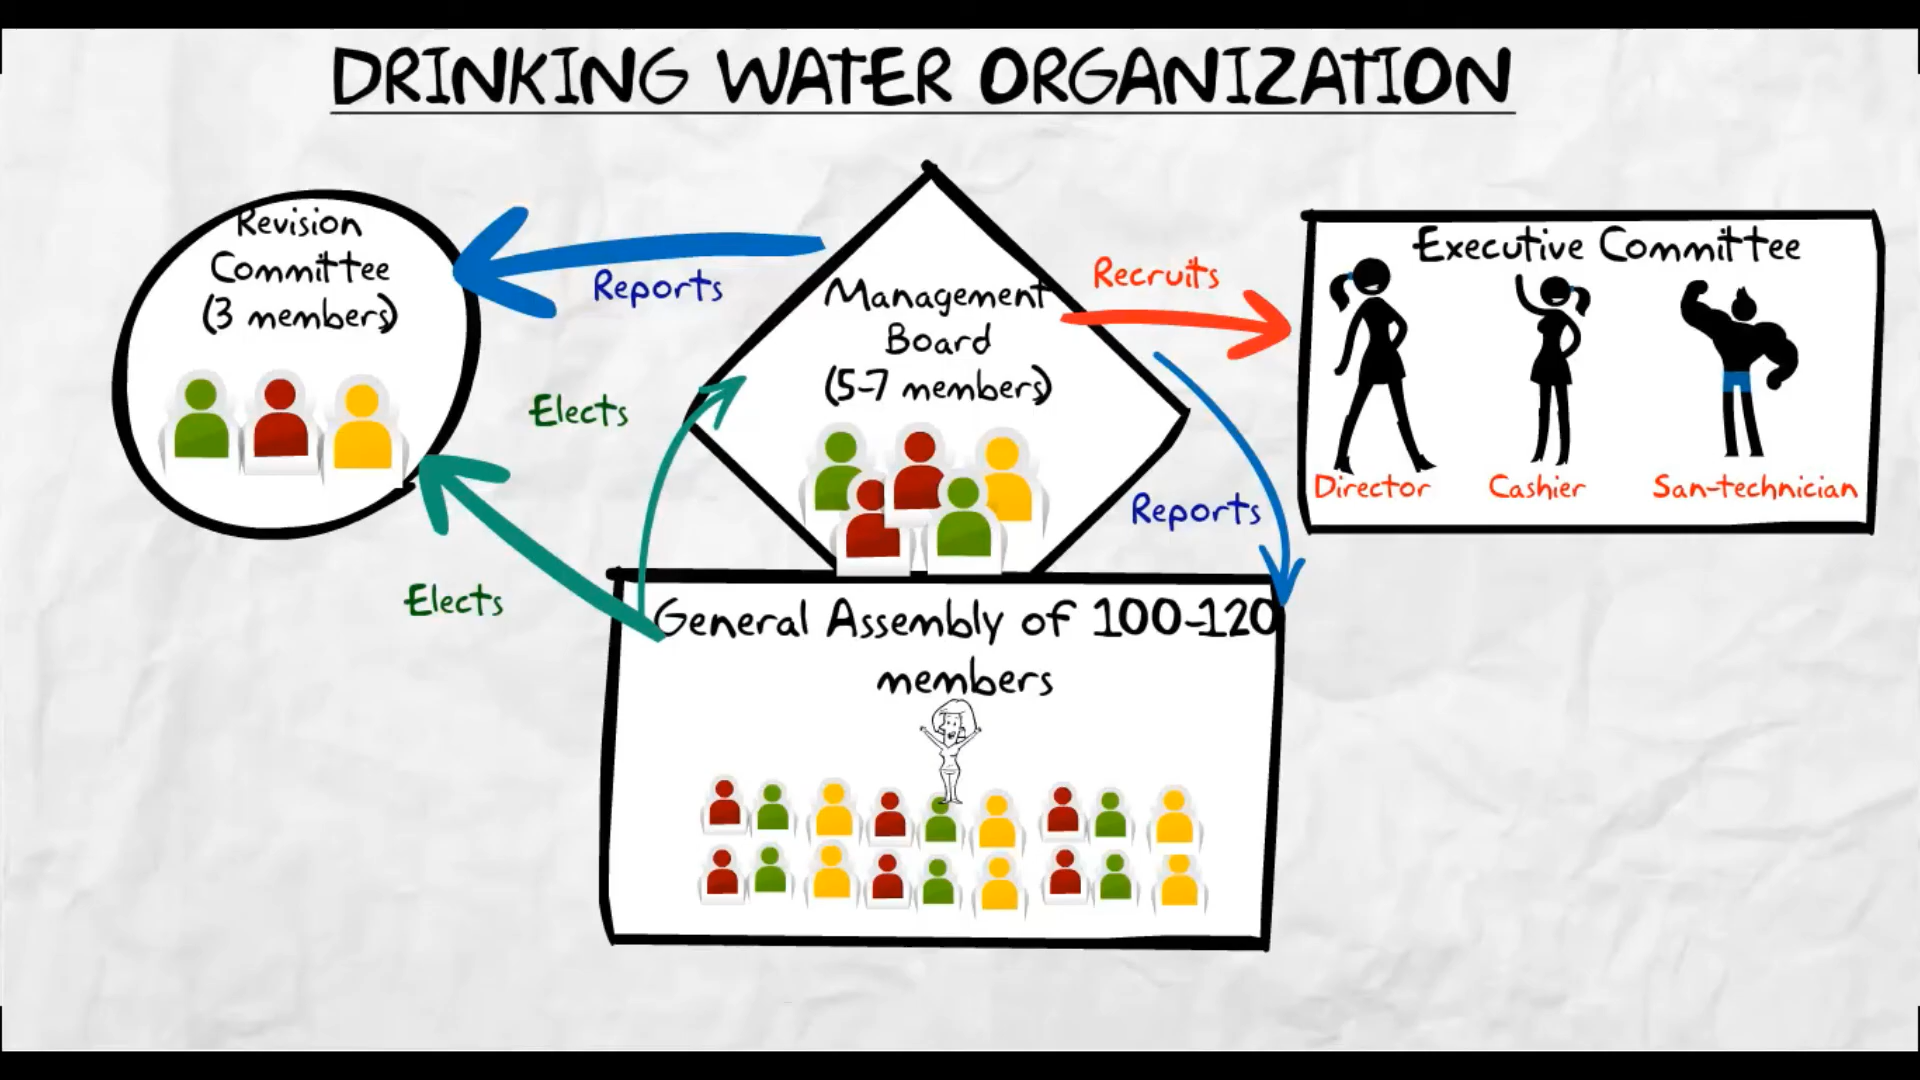 DRINKING WATER ORGANIZATION
Revision
Committee
(3 members)
Reports
Management
Board
(5-7 members)
Recruits
Executive Committee
Director
Cashier
San-technician
Elects
Reports
Elects
General Assembly of 100-120
members